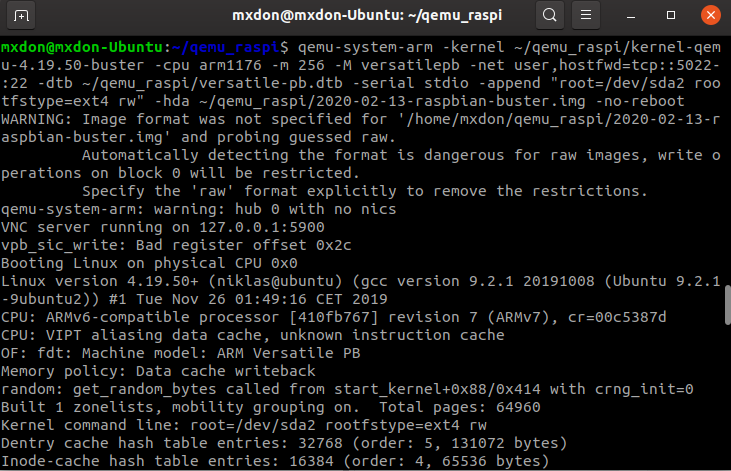 mxdon@mxdon-Ubuntu: ~/qemu_raspi
mxdon@mxdon-Ubuntu:~/qemu_raspi$ qemu-system-arm -kernel ~/qemu_raspi/kernel-qem
u-4.19.50-buster -cpu arm1176 -m 256 -M versatilepb -net user,hostfwd=tcp::5022-
:22 -dtb ~/qemu_raspi/versatile-pb.dtb -serial stdio -append "root=/dev/sda2 roo
tfstype=ext4 rw" -hda ~/qemu_raspi/2020-02-13-raspbian-buster.img -no-reboot
WARNING: Image format was not specified for '/home/mxdon/qemu_raspi/2020-02-13-r
aspbian-buster.img' and probing guessed raw.
         Automatically detecting the format is dangerous for raw images, write o
perations on block 0 will be restricted.
         Specify the 'raw' format explicitly to remove the restrictions.
qemu-system-arm: warning: hub 0 with no nics
VNC server running on 127.0.0.1:5900
vpb_sic_write: Bad register offset 0x2c
Booting Linux on physical CPU 0x0
Linux version 4.19.50+ (niklas@ubuntu) (gcc version 9.2.1 20191008 (Ubuntu 9.2.1
-9ubuntu2)) #1 Tue Nov 26 01:49:16 CET 2019
CPU: ARMv6-compatible processor [410fb767] revision 7 (ARMv7), cr=00c5387d
CPU: VIPT aliasing data cache, unknown instruction cache
OF: fdt: Machine model: ARM Versatile PB
Memory policy: Data cache writeback
random: get_random_bytes called from start_kernel+0x88/0x414 with crng_init=0
Built 1 zonelists, mobility grouping on.  Total pages: 64960
Kernel command line: root=/dev/sda2 rootfstype=ext4 rw
Dentry cache hash table entries: 32768 (order: 5, 131072 bytes)
Inode-cache hash table entries: 16384 (order: 4, 65536 bytes)